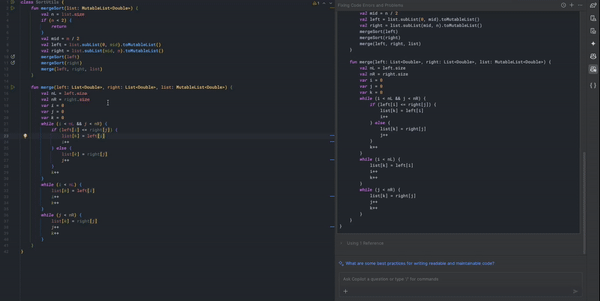 class SortUtils {
fun mergeSort(list: MutableList<Double>) {
val n = list.size
if (n < 2) {
return
}
val mid = n / 2
val left = list.subList(0, mid).toMutableList()
val right = list.subList(mid, n).toMutableList()
mergeSort(left)
mergeSort(right)
merge(left, right, list)
}
fun merge(left: List<Double>, right: List<Double>, list: MutableList<Double>) {
val nL = left.size
val nR = right.size
var i = 0
var j = 0
var k = 0
while (i < nL && j < nR) {
if (left[i] <= right[j]) {
list[k] = left[i]
i++
} else {
list[k] = right[j]
j++
}
k++
}
while (i < nL) {
list[k] = left[i]
i++
k++
}
while (j < nR) {
list[k] = right[j]
j++
k++
}
}
}
Fixing Code Errors and Problems
val mid = n / 2
val left = list.subList(0, mid).toMutableList()
val right = list.subList(mid, n).toMutableList()
mergeSort(left)
mergeSort(right)
merge(left, right, list)
}
fun merge(left: List<Double>, right: List<Double>, list: MutableList<Double>) {
val nL = left.size
val nR = right.size
var i = 0
var j = 0
var k = 0
while (i < nL && j < nR) {
if (left[i] <= right[j]) {
list[k] = left[i]
i++
} else {
list[k] = right[j]
j++
}
k++
}
while (i < nL) {
list[k] = left[i]
i++
k++
}
while (j < nR) {
list[k] = right[j]
j++
k++
}
}
}
Using 1 Reference
What are some best practices for writing readable and maintainable code?
Ask a question or type '/' for commands